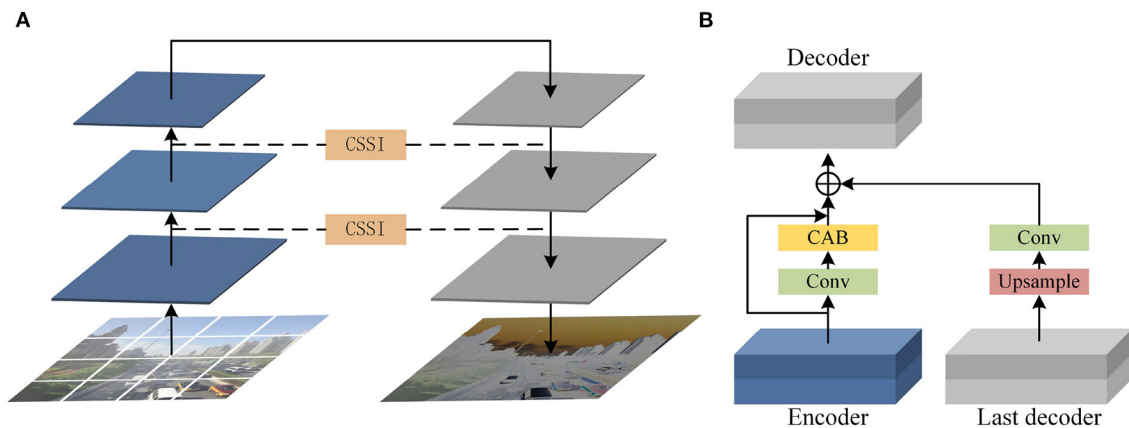 A
B
CSSI
CSSI
Decoder
CAB
Conv
Conv
Upsample
Encoder
Last decoder